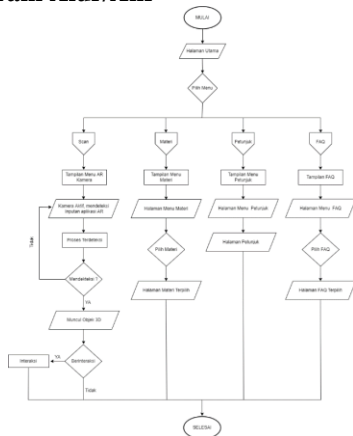 MULAI
Halaman Utama
Pilih Menu
Scan
Materi
Petunjuk
FAQ
Tampilan Menu AR
Kamera
Tampilan Menu
Materi
Tampilan Menu
Petunjuk
Tampilan FAQ
Kamera Aktif, mendeteksi
inputan aplikasi AR
Halaman Menu Materi
Halaman Menu Petunjuk
Halaman Menu FAQ
Tidak
Proses Terdeteksi
Pilih Materi
Halaman Petunjuk
Pilih FAQ
Mendeteksi ?
YA
Halaman Materi Terpilih
Halaman FAQ Terpilih
Muncul Objek 3D
Interaksi
YA
Berinteraksi
Tidak
SELESAI